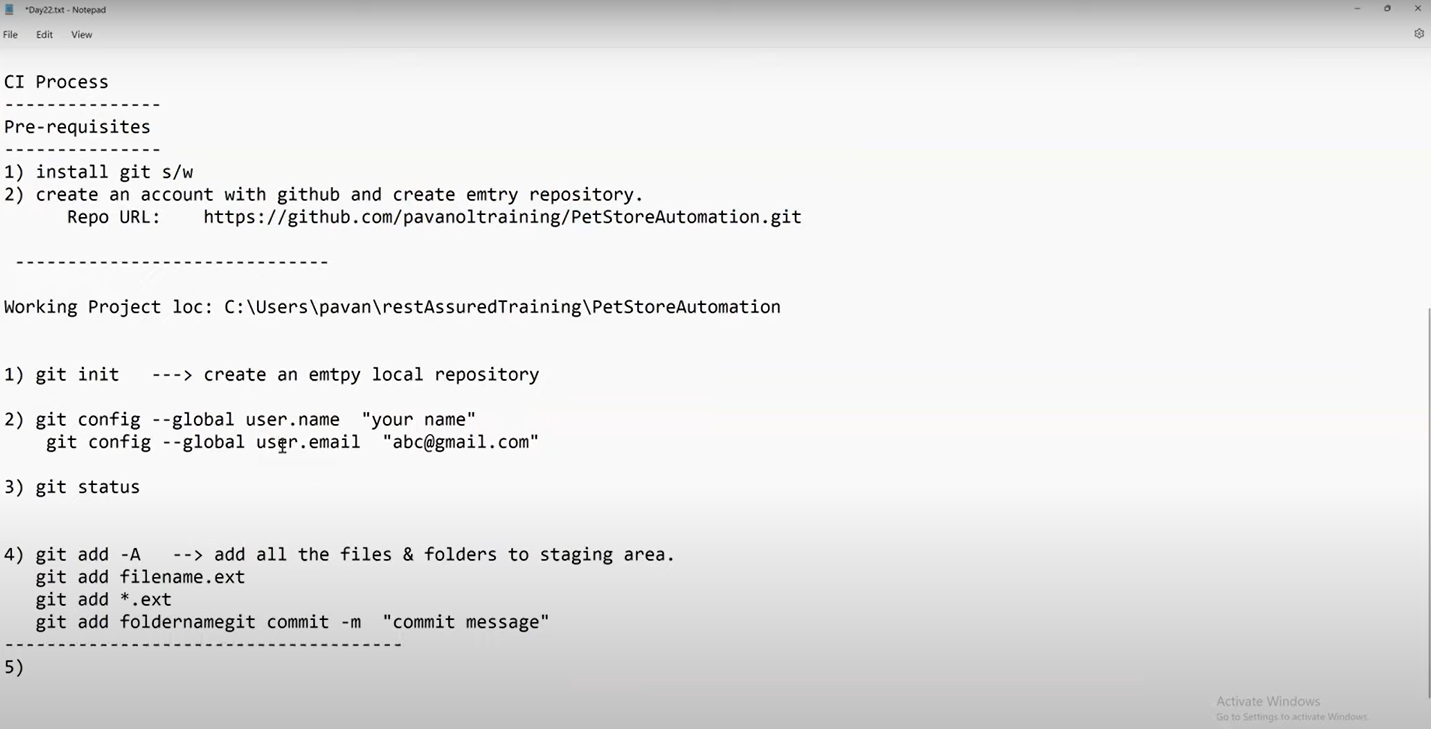 *Day22.txt - Notepad
File Edit View
CI Process
---------------
Pre-requisites
---------------
1) install git s/w
2) create an account with github and create emtry repository.
Repo URL: https://github.com/pavanoltraining/PetStoreAutomation.git
------------------------------
Working Project loc: C:\Users\pavan\restAssuredTraining\PetStoreAutomation
1) git init ---> create an emtpy local repository
2) git config --global user.name "your name"
git config --global user.email "abc@gmail.com"
3) git status
4) git add -A --> add all the files & folders to staging area.
git add filename.ext
git add *.ext
git add foldernamegit commit -m "commit message"
--------------------------------------
5)
Activate Windows
Go to Settings to activate Windows.